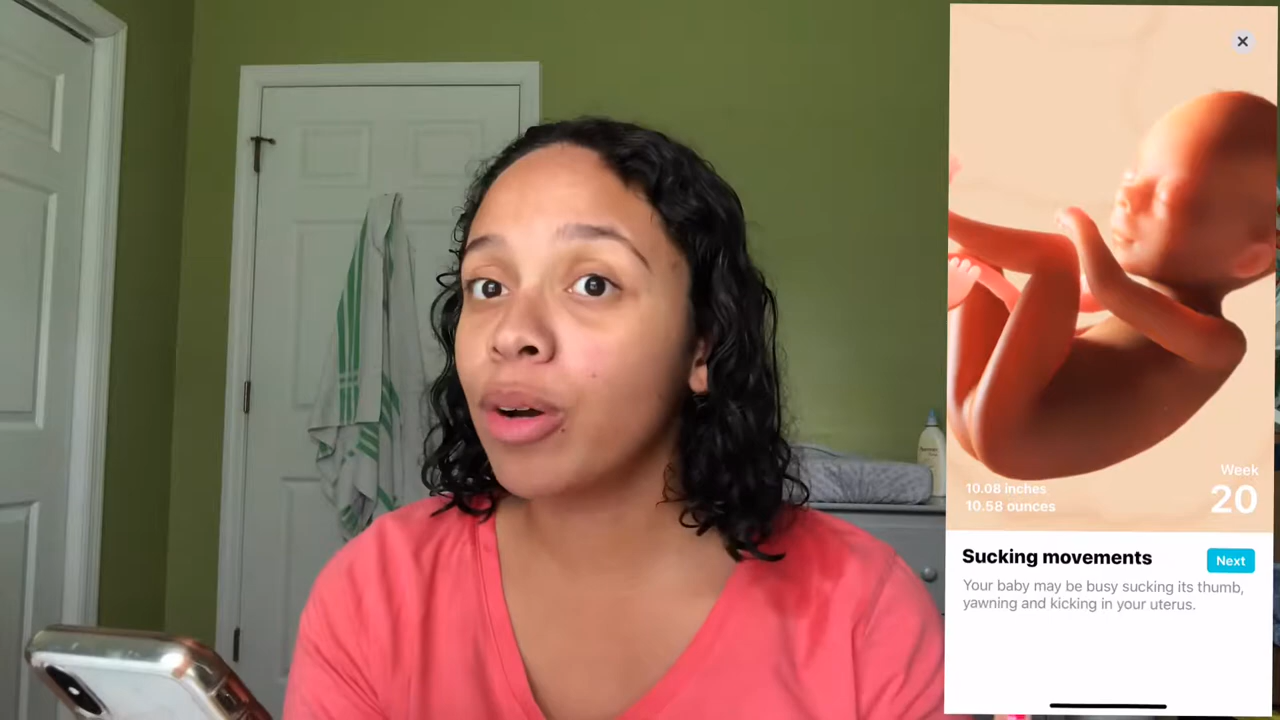 Week
20
10.08 inches
10.58 ounces
Sucking movements
Next
Your baby may be busy sucking its thumb,
yawning and kicking in your uterus.